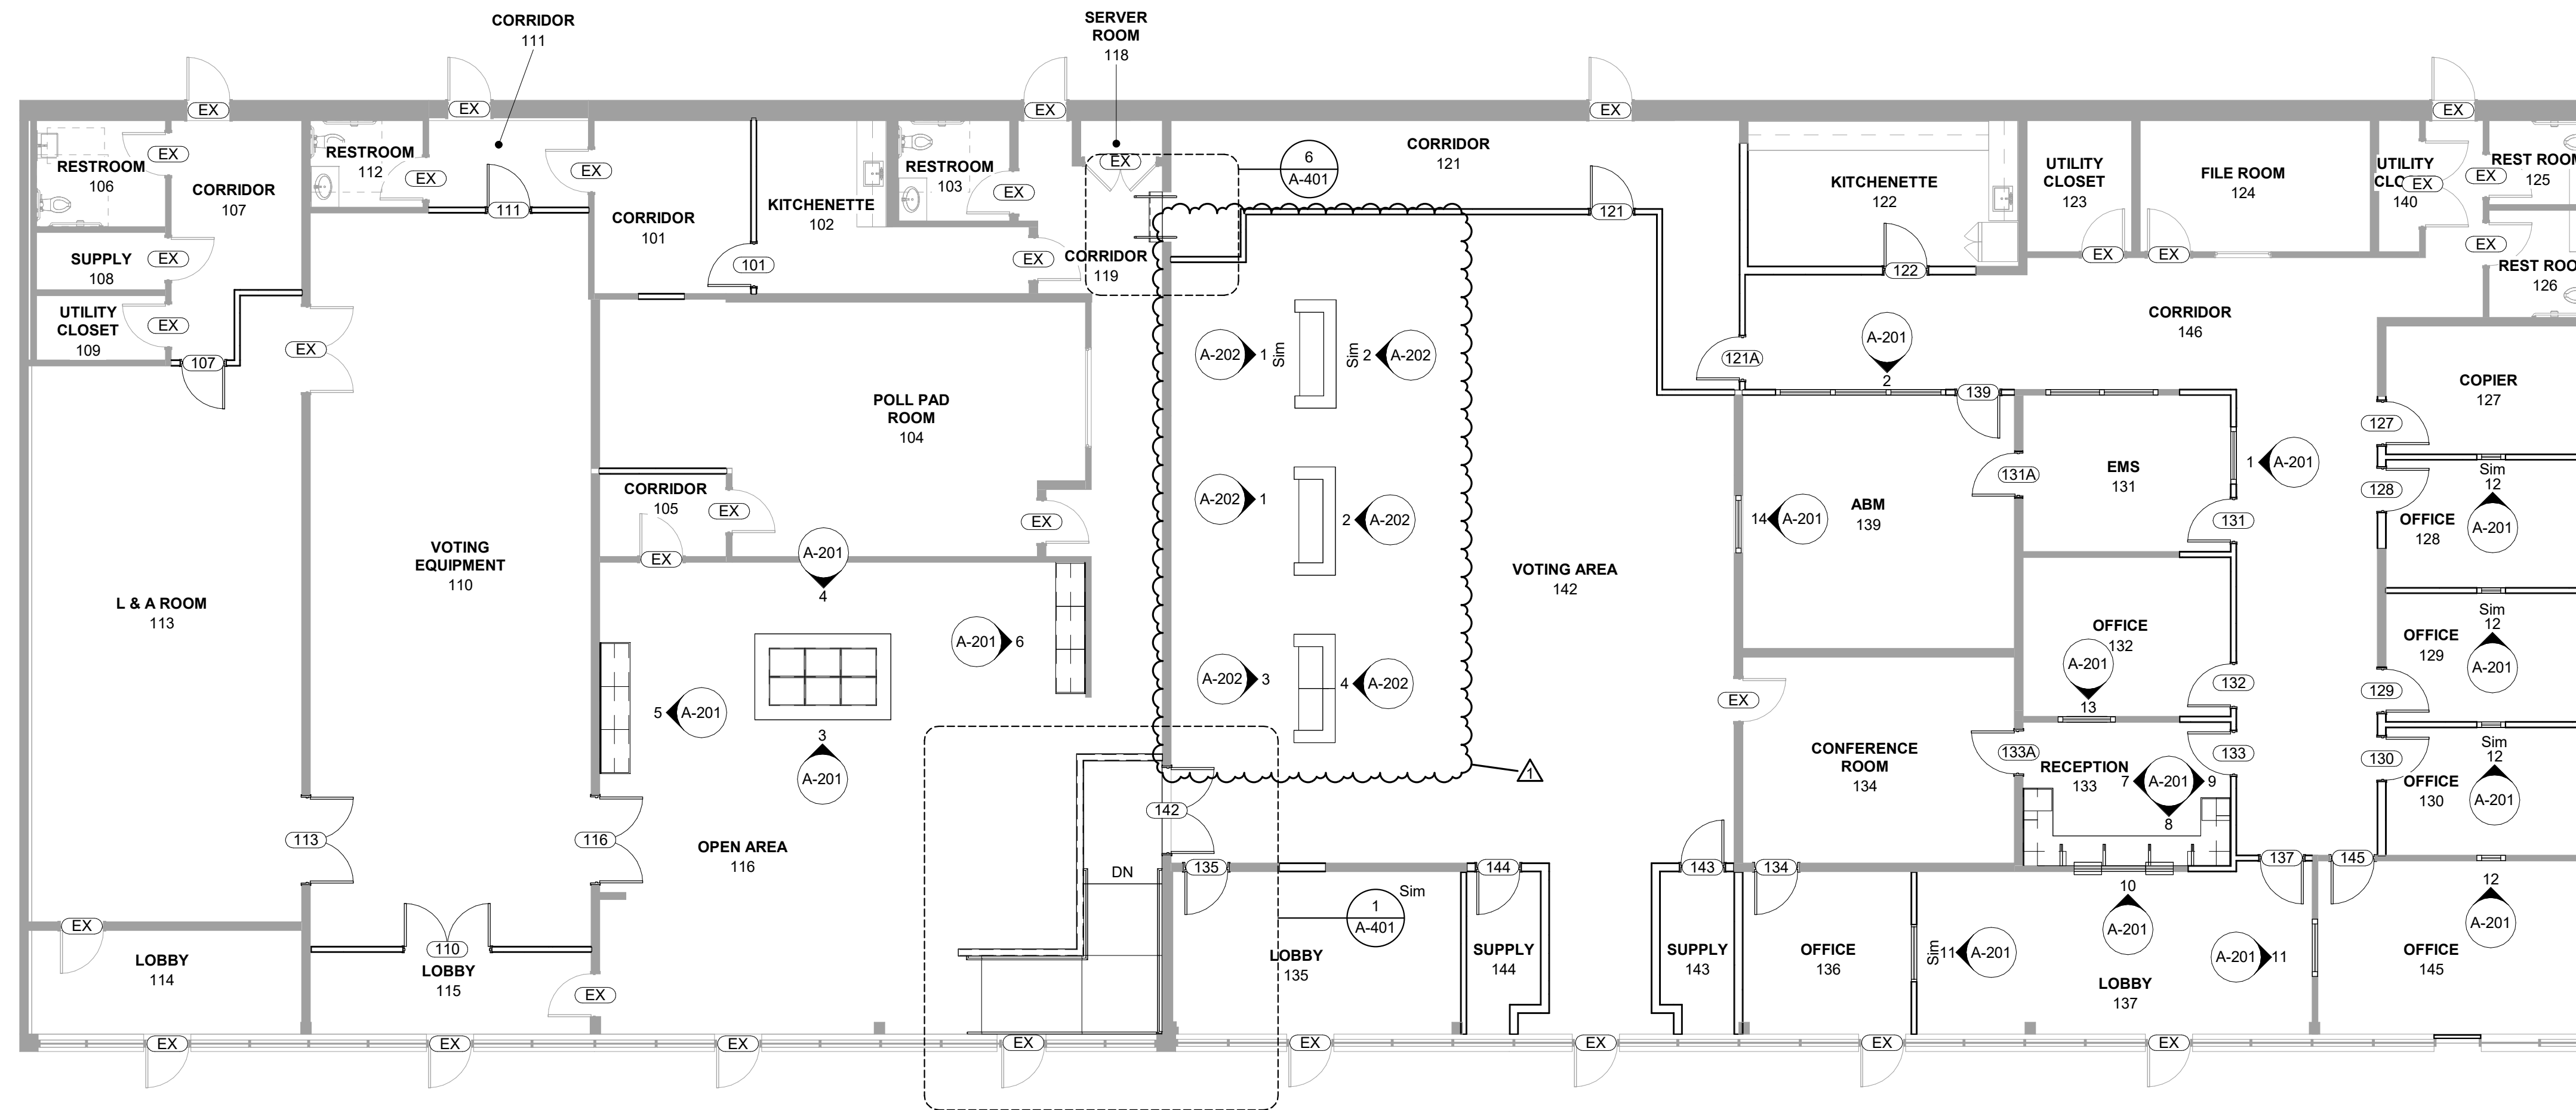 CORRIDOR
111
SERVER
ROOM
118
EX
EX
EX
EX
EX
RESTROOM
106
EX
CORRIDOR
107
SUPPLY
108
EX
UTILITY
CLOSET
109
EX
107
RESTROOM
112
EX
111
EX
EX
CORRIDOR
101
101
KITCHENETTE
102
RESTROOM
103
EX
EX
CORRIDOR
119
EX
6
A-401
CORRIDOR
121
121
KITCHENETTE
122
122
UTILITY
CLOSET
123
EX
FILE ROOM
124
EX
UTILITY
CLO
140
EX
REST ROOM
125
EX
EX
REST ROO
126
CORRIDOR
146
121A
A-201
2
139
COPIER
127
127
L & A ROOM
113
VOTING
EQUIPMENT
110
POLL PAD
ROOM
104
CORRIDOR
105
EX
EX
EX
A-201
4
A-201
6
5
A-201
3
A-201
A-202
1
Sim
Sim
2
A-202
A-202
1
2
A-202
A-202
3
4
A-202
VOTING AREA
142
1
14
A-201
ABM
139
131A
EMS
131
131
1
A-201
128
Sim
12
A-201
OFFICE
128
OFFICE
132
A-201
13
132
Sim
12
A-201
OFFICE
129
129
EX
CONFERENCE
ROOM
134
133A
RECEPTION
133
7
A-201
9
8
133
130
Sim
12
A-201
OFFICE
130
113
116
OPEN AREA
116
DN
142
135
144
143
134
137
145
1
A-401
Sim
LOBBY
135
SUPPLY
144
SUPPLY
143
OFFICE
136
Sim
11
A-201
10
A-201
A-201
11
LOBBY
137
12
A-201
OFFICE
145
EX
LOBBY
114
110
LOBBY
115
EX
EX
EX
EX
EX
EX
EX
EX
EX